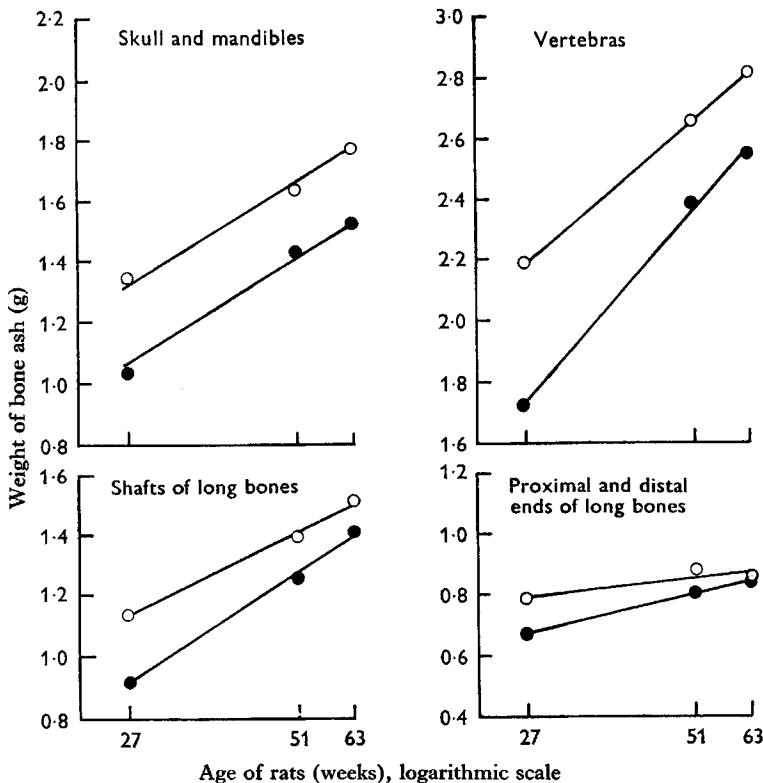 Skull and mandibles
2·2
2·0
1·8
1·6
1·4
1·2
1·0
0·8
Vertebras
3·0
2·8
2·6
2·4
2·2
2·0
1·8
1·6
Weight of bone ash (g)
Shafts of long bones
1·6
1·4
1·2
1·0
0·8
27 51 63
Proximal and distal
ends of long bones
1·2
1·0
0·8
0·6
0·4
27 51 63
Age of rats (weeks), logarithmic scale